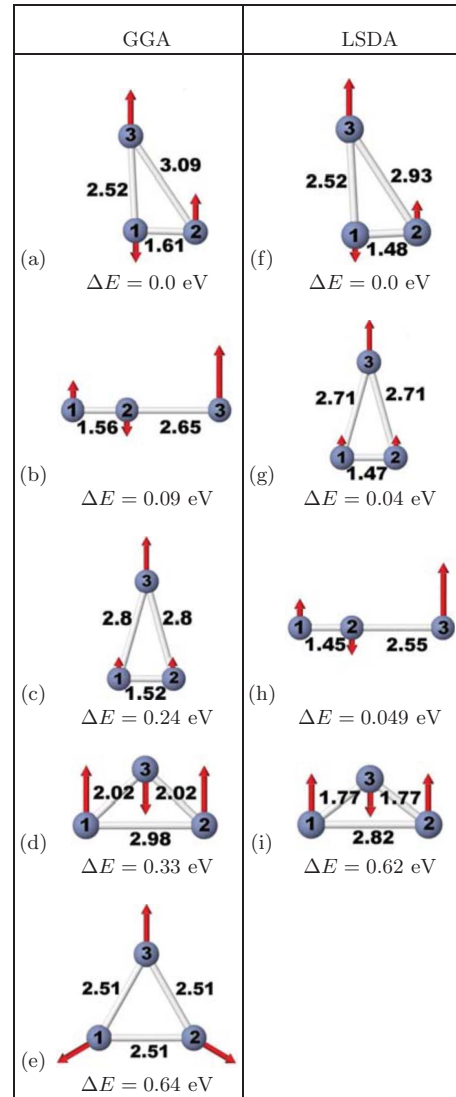 GGA
3
2.52
3.09
1
2
1.61
(a)
ΔE = 0.0 eV
1
2
3
1.56
2.65
(b)
ΔE = 0.09 eV
3
2.8
2.8
1
2
1.52
(c)
ΔE = 0.24 eV
3
2.02
2.02
1
2
2.98
(d)
ΔE = 0.33 eV
3
2.51
2.51
1
2
2.51
(e)
ΔE = 0.64 eV
LSDA
3
2.52
2.93
1
2
1.48
(f)
ΔE = 0.0 eV
3
2.71
2.71
1
2
1.47
(g)
ΔE = 0.04 eV
1
2
3
1.45
2.55
(h)
ΔE = 0.049 eV
3
1.77
1.77
1
2
2.82
(i)
ΔE = 0.62 eV